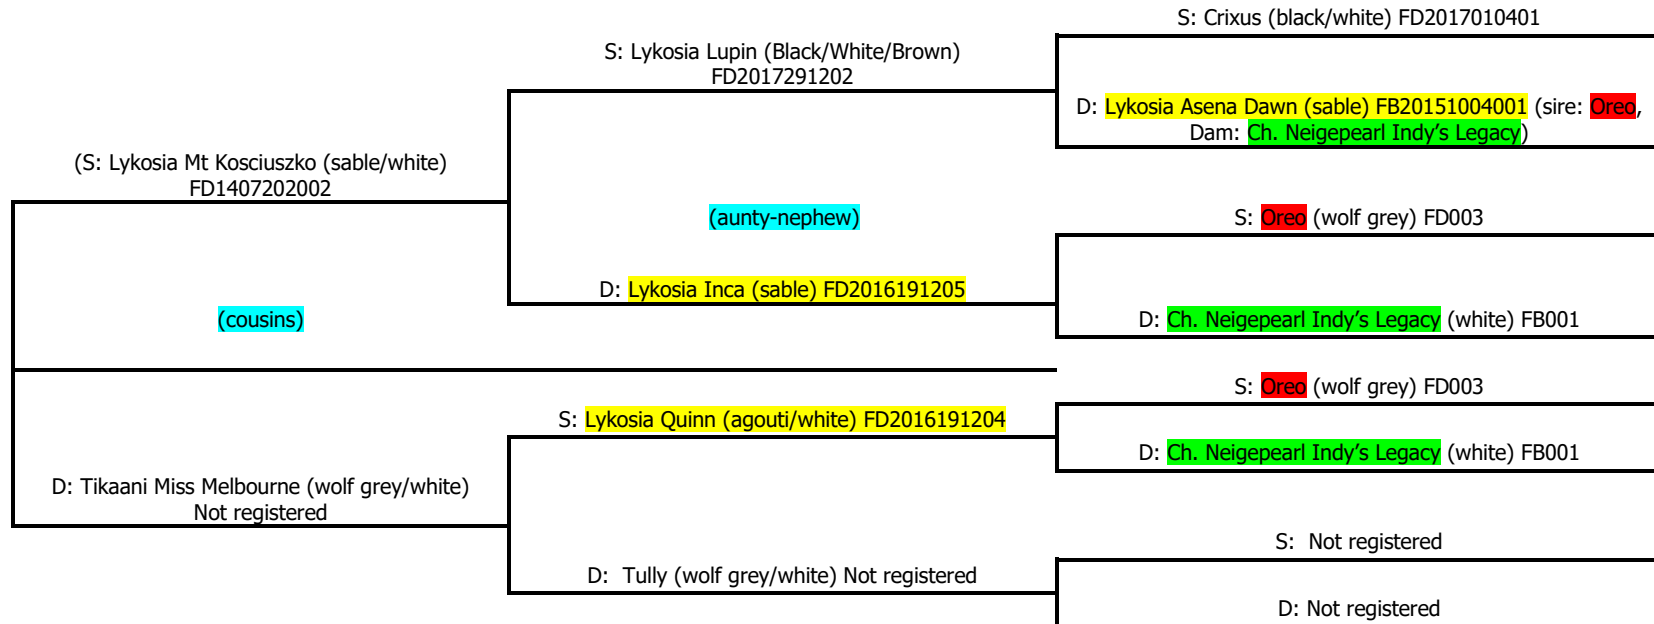 S: Crixus (black/white) FD2017010401
S: Lykosia Lupin (Black/White/Brown)
FD2017291202
D: Lykosia Asena Dawn (sable) FB20151004001 (sire: Oreo,
Dam: Ch. Neigepearl Indy’s Legacy)
(S: Lykosia Mt Kosciuszko (sable/white)
FD1407202002
(aunty-nephew)
S: Oreo (wolf grey) FD003
D: Lykosia Inca (sable) FD2016191205
(cousins)
D: Ch. Neigepearl Indy’s Legacy (white) FB001
S: Oreo (wolf grey) FD003
S: Lykosia Quinn (agouti/white) FD2016191204
D: Ch. Neigepearl Indy’s Legacy (white) FB001
D: Tikaani Miss Melbourne (wolf grey/white)
Not registered
S: Not registered
D: Tully (wolf grey/white) Not registered
D: Not registered